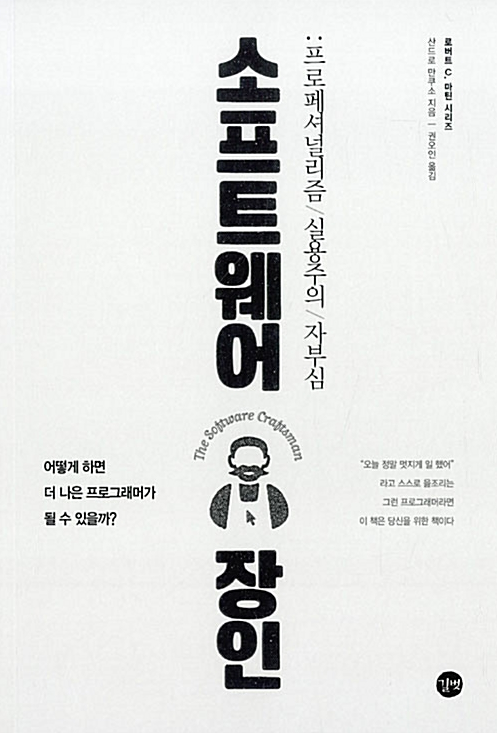 로버트 C. 마틴 시리즈
산드로 만쿠소 지음 ─ 권오인 옮김
:프로페셔널리즘/실용주의/자부심
소프트웨어
장인
The Software Craftsman
어떻게 하면
더 나은 프로그래머가
될 수 있을까?
“오늘 정말 멋지게 일 했어”
라고 스스로 읊조리는
그런 프로그래머라면
이 책은 당신을 위한 책이다
길벗